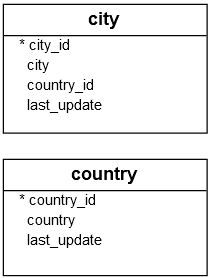 city
* city_id
city
country_id
last_update
country
* country_id
country
last_update